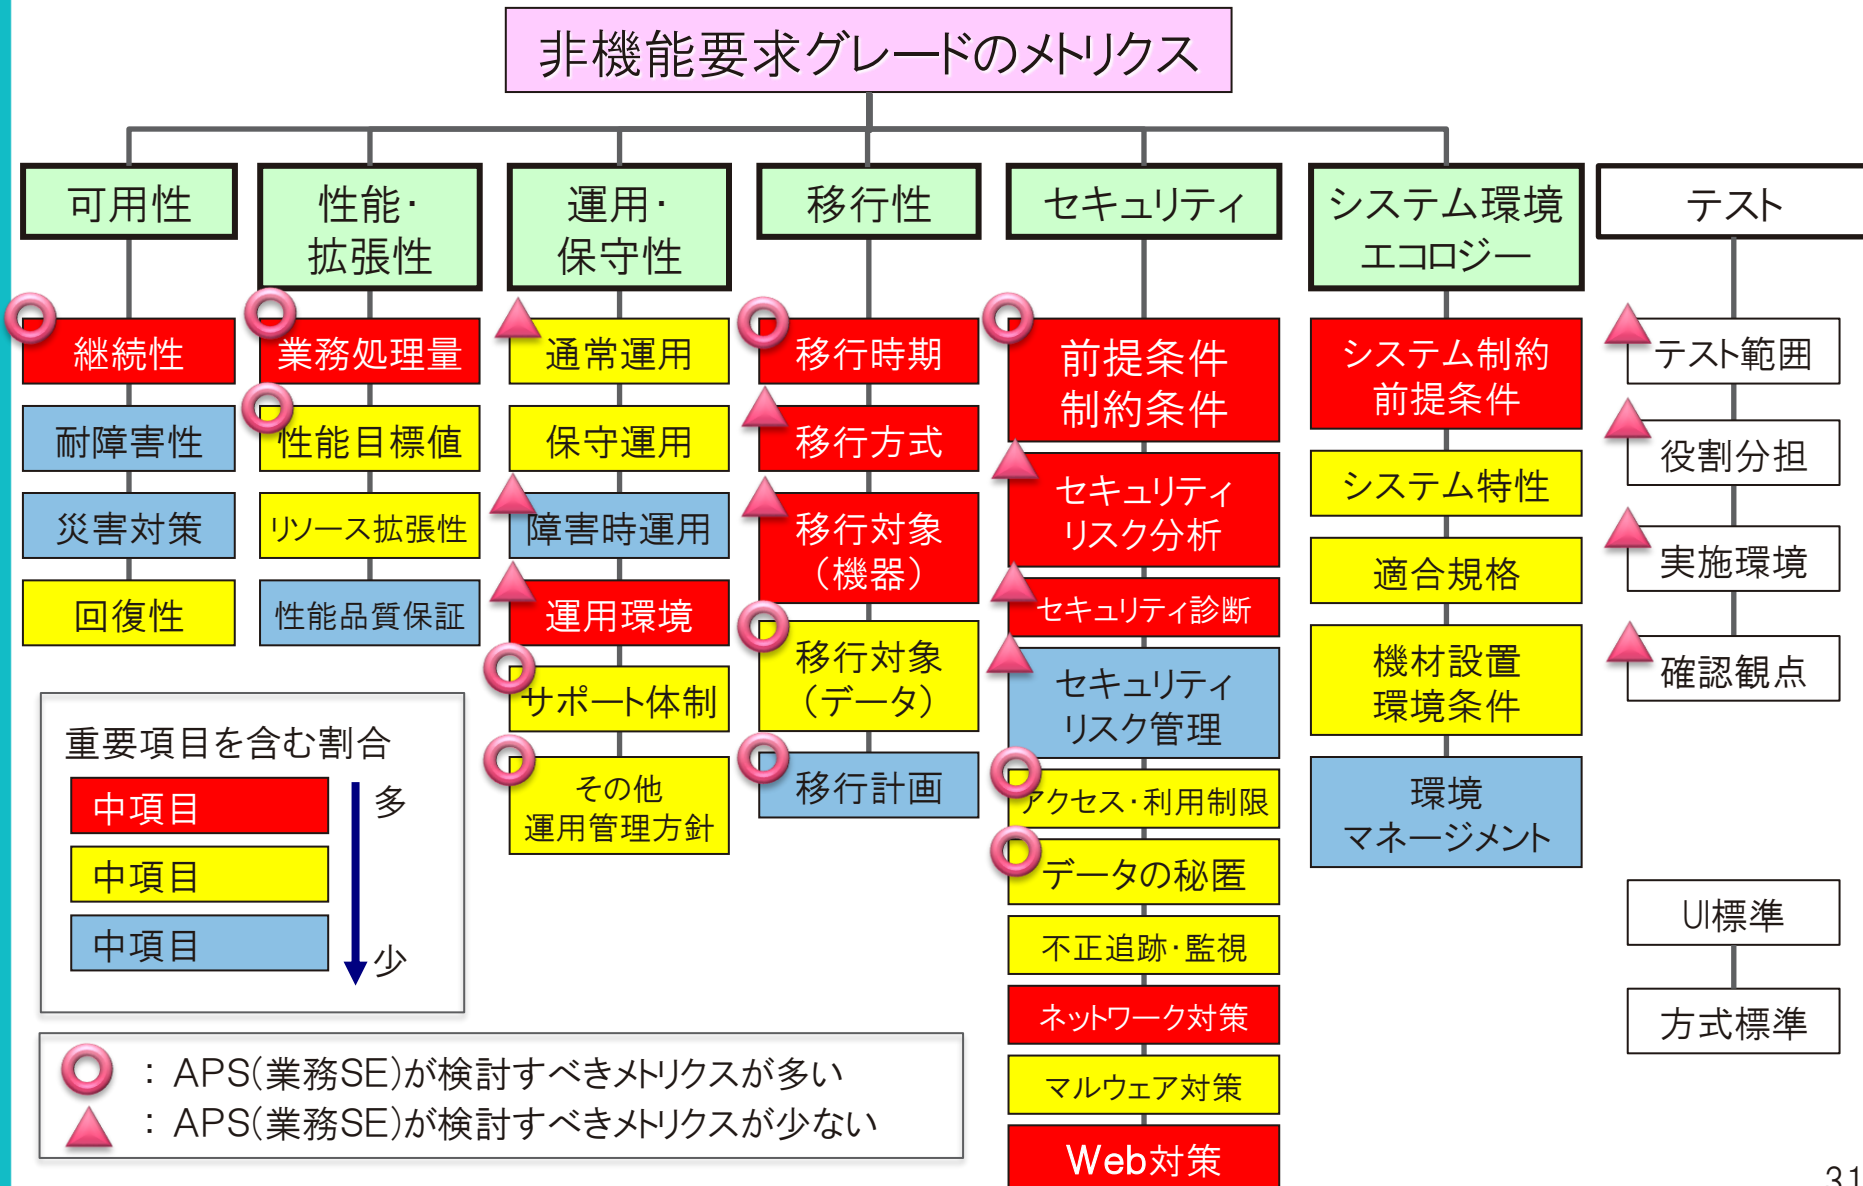 非機能要求グレードのメトリクス
可用性
継続性
耐障害性
災害対策
回復性
性能・
拡張性
業務処理量
性能目標値
リソース拡張性
性能品質保証
運用・
保守性
通常運用
保守運用
障害時運用
運用環境
サポート体制
その他
運用管理方針
移行性
移行時期
移行方式
移行対象
（機器）
移行対象
（データ）
移行計画
セキュリティ
前提条件
制約条件
セキュリティ
リスク分析
セキュリティ診断
セキュリティ
リスク管理
アクセス・利用制限
データの秘匿
不正追跡・監視
ネットワーク対策
マルウェア対策
Web対策
システム環境
エコロジー
システム制約
前提条件
システム特性
適合規格
機材設置
環境条件
環境
マネージメント
テスト
テスト範囲
役割分担
実施環境
確認観点
UI標準
方式標準
重要項目を含む割合
中項目
中項目
中項目
多
少
：APS(業務SE)が検討すべきメトリクスが多い
：APS(業務SE)が検討すべきメトリクスが少ない
31